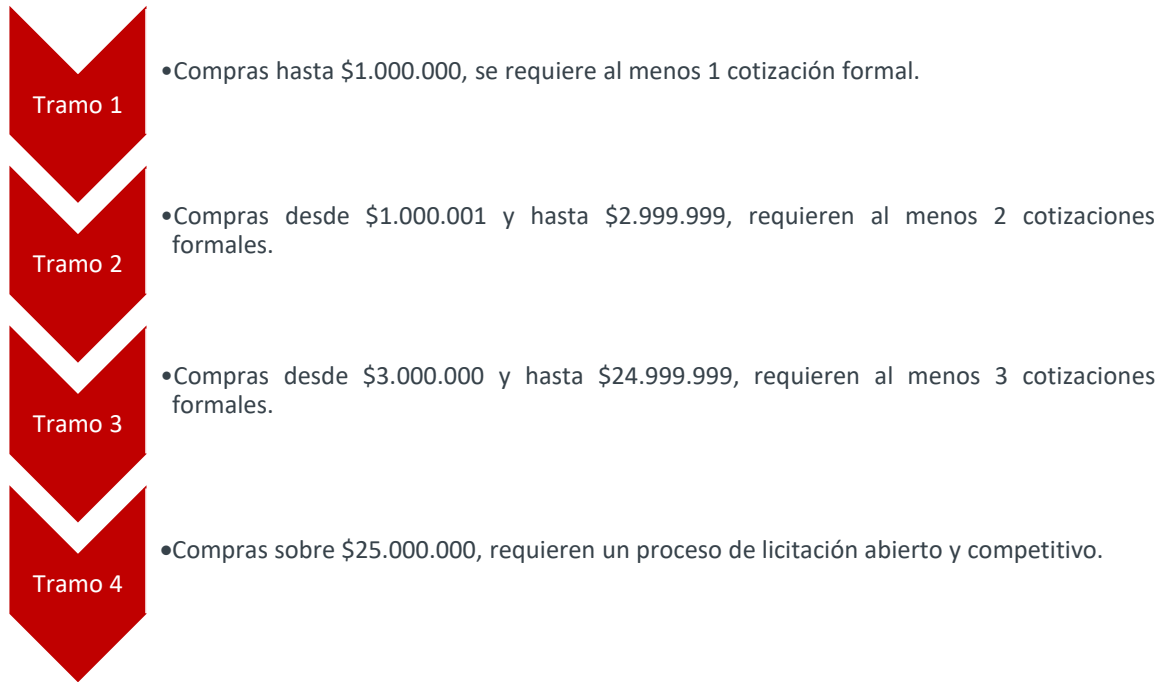 Tramo 1
•Compras hasta $1.000.000, se requiere al menos 1 cotización formal.
Tramo 2
•Compras desde $1.000.001 y hasta $2.999.999, requieren al menos 2 cotizaciones
formales.
Tramo 3
•Compras desde $3.000.000 y hasta $24.999.999, requieren al menos 3 cotizaciones
formales.
Tramo 4
•Compras sobre $25.000.000, requieren un proceso de licitación abierto y competitivo.